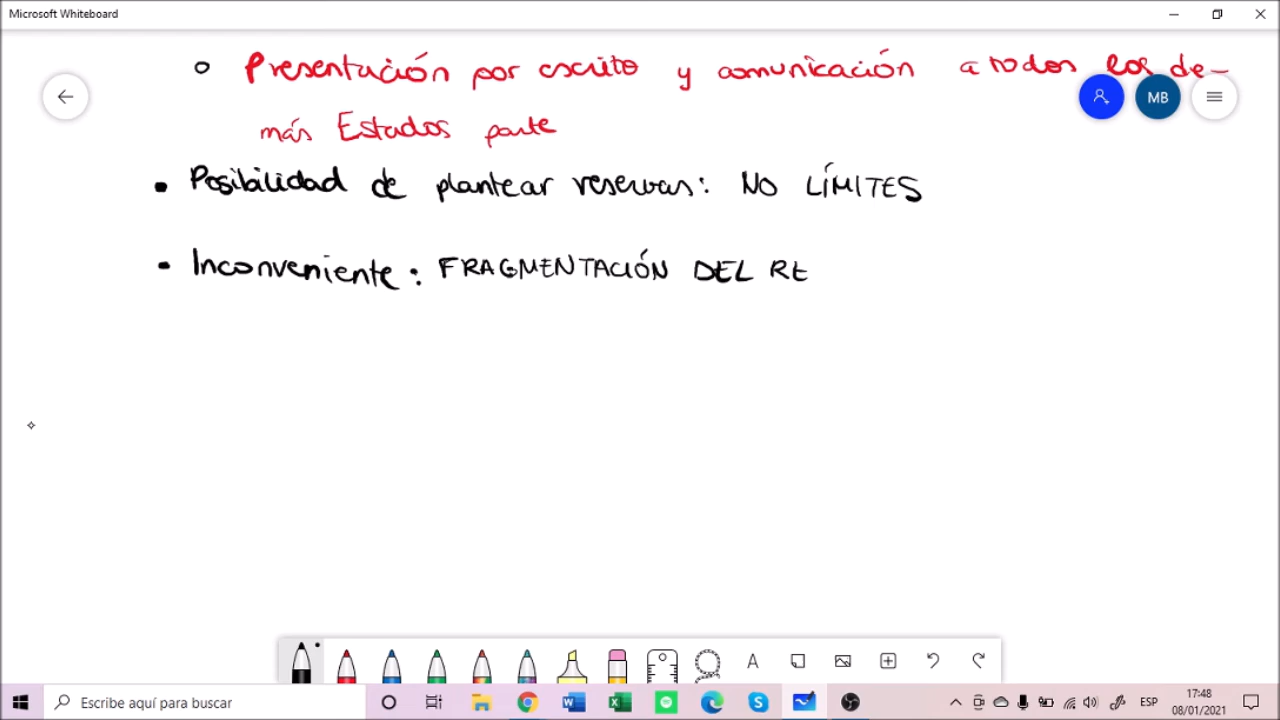 Microsoft Whiteboard
Presentación por escrito y comunicación a todos los de-
MB
más Estados parte
Posibilidad de plantear reservas: NO LÍMITES
Inconveniente: FRAGMENTACIÓN DEL RE
Escribe aquí para buscar
ESP
17:48
08/01/2021